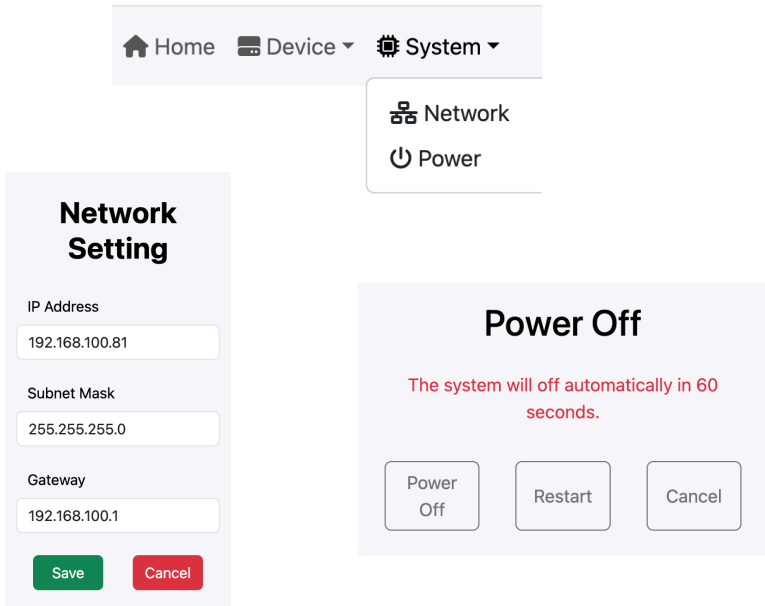 Home Device System
Network
Power
Network
Setting
IP Address
192.168.100.81
Subnet Mask
255.255.255.0
Gateway
192.168.100.1
Save Cancel
Power Off
The system will off automatically in 60
seconds.
Power
Off
Restart
Cancel